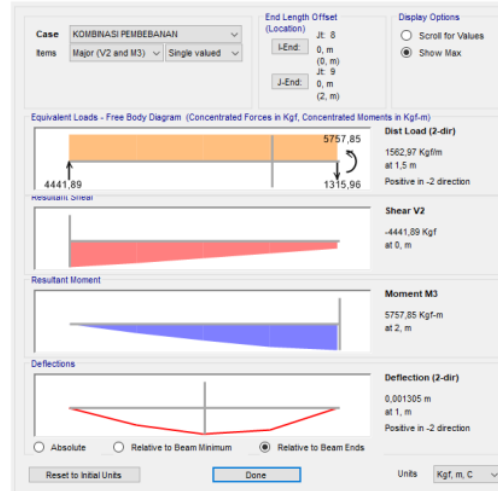 Case KOMBINASI PEMBEBANAN
Items Major (V2 and M3) Single valued
End Length Offset
(Location)
I-End: Jt: 8
0, m
(0, m)
J-End: Jt: 9
0, m
(2, m)
Display Options
Scroll for Values
Show Max
Equivalent Loads - Free Body Diagram (Concentrated Forces in Kgf, Concentrated Moments in Kgf-m)
5757,85
4441,89
1315,96
Dist Load (2-dir)
1562,97 Kgf/m
at 1,5 m
Positive in -2 direction
Resultant Shear
Shear V2
-4441,89 Kgf
at 0, m
Resultant Moment
Moment M3
5757,85 Kgf-m
at 2, m
Deflections
Deflection (2-dir)
0,001305 m
at 1, m
Positive in -2 direction
Absolute Relative to Beam Minimum Relative to Beam Ends
Reset to Initial Units Done Units Kgf, m, C